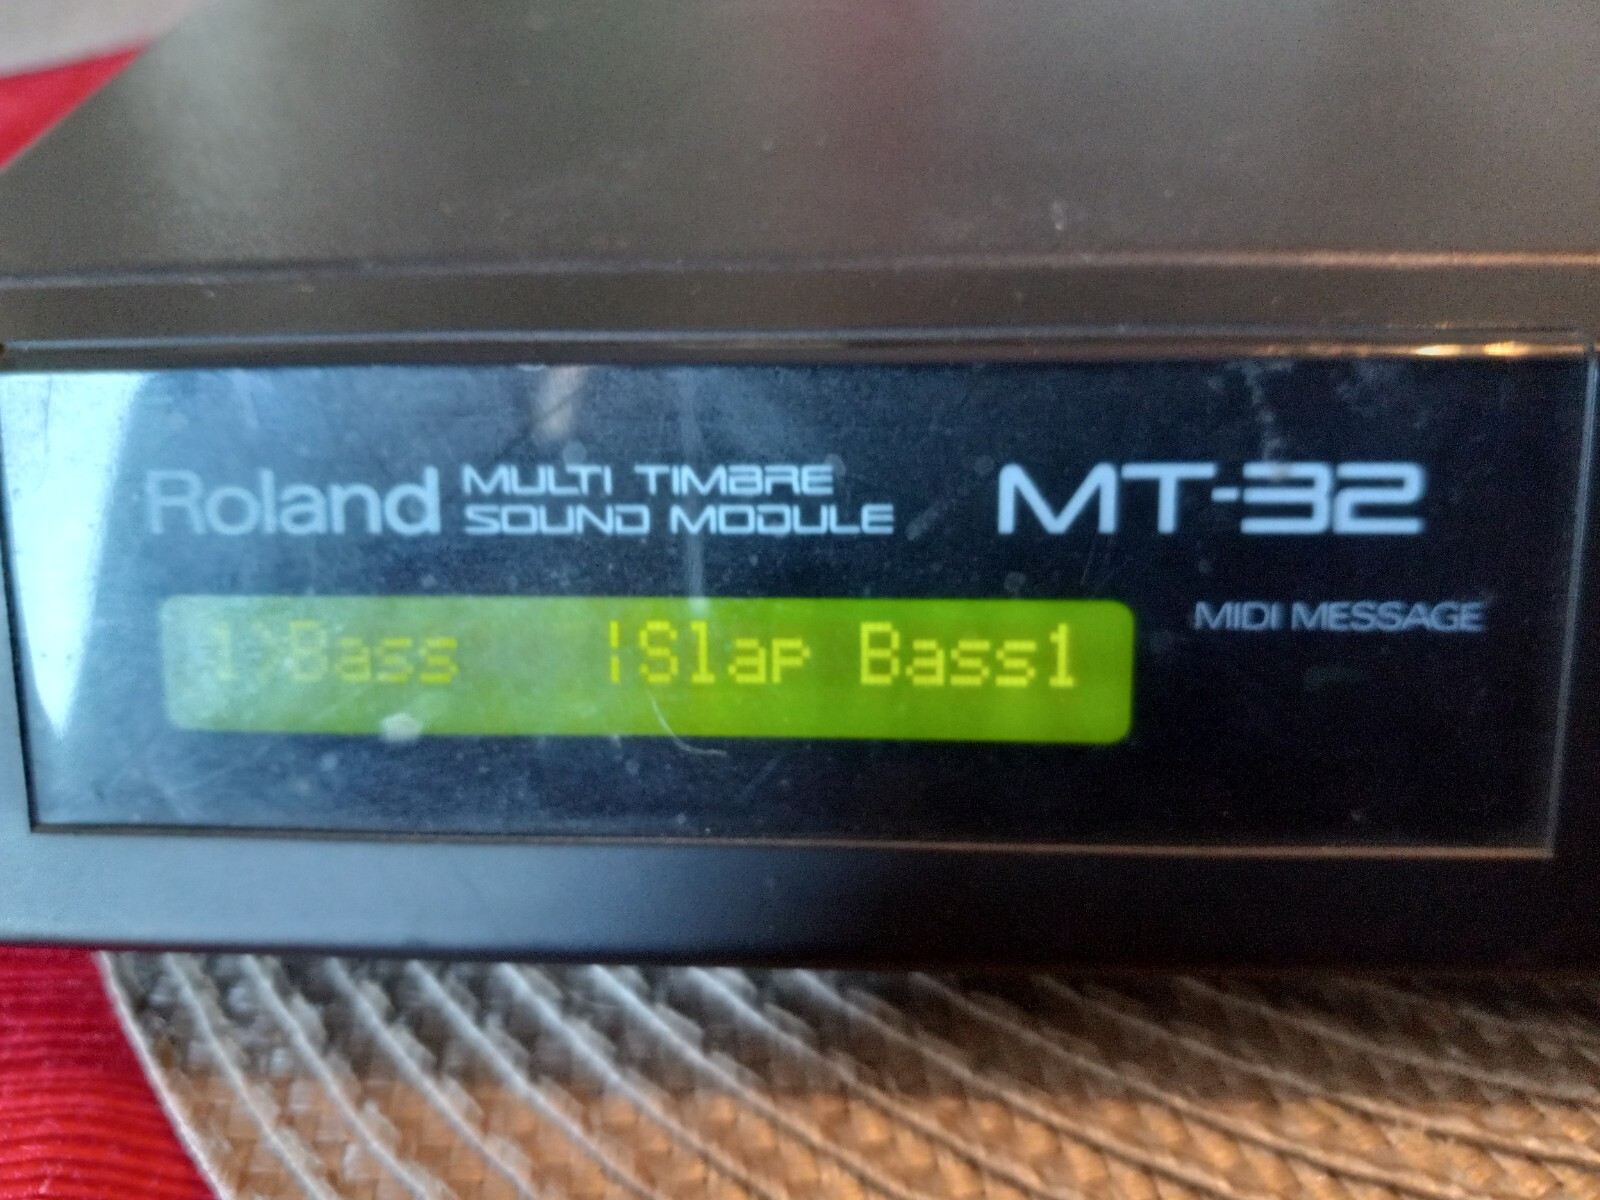 Roland MULTI TIMBRE SOUND MODULE MT-32
MIDI MESSAGE
1)Bass |Slap Bass1